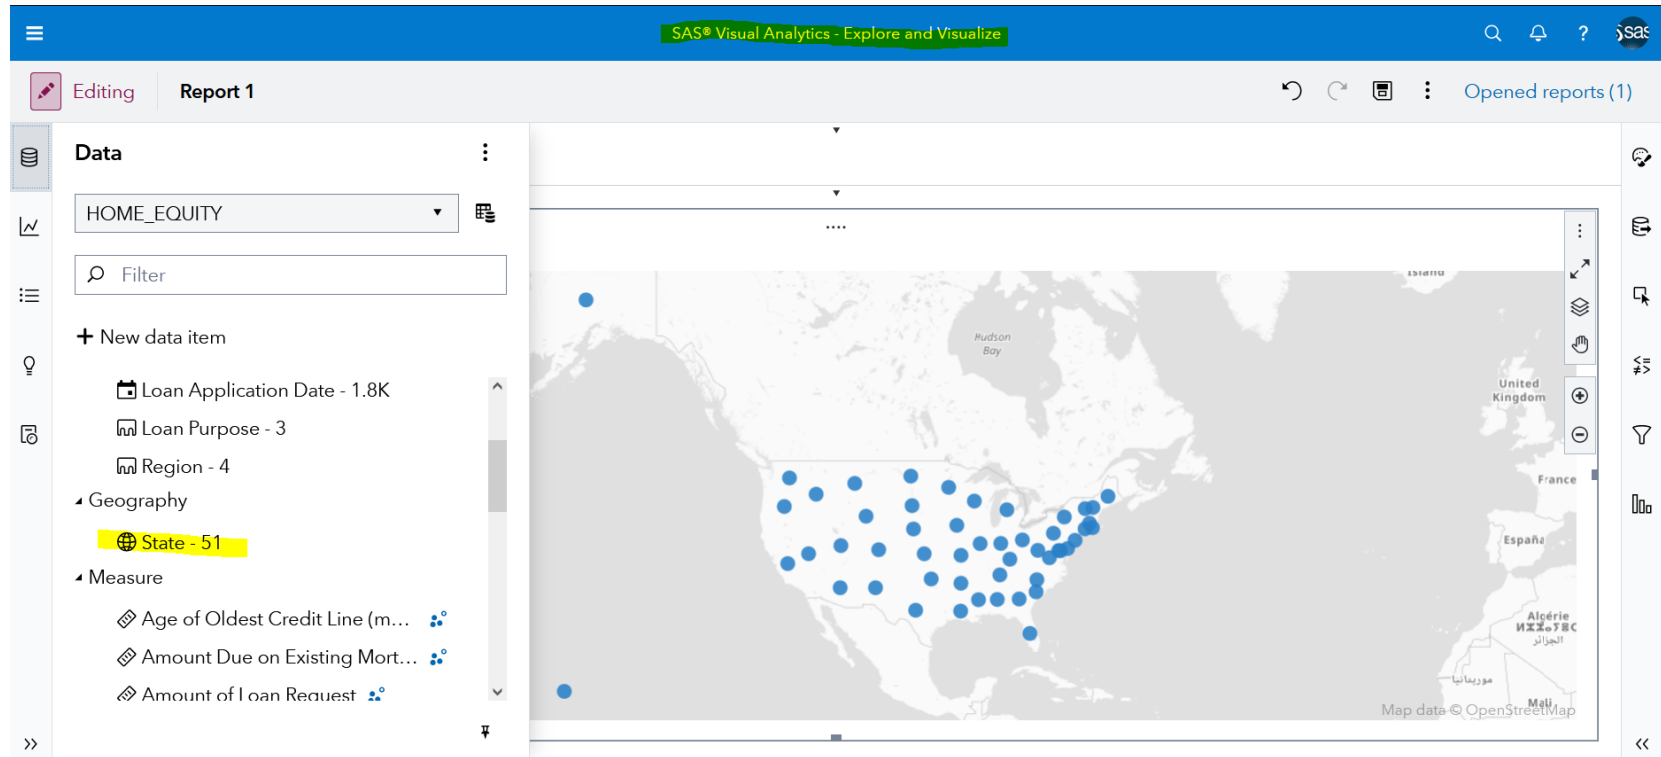 SAS® Visual Analytics - Explore and Visualize
?
sas
Editing
Report 1
Opened reports (1)
Data
HOME_EQUITY
Filter
New data item
Loan Application Date - 1.8K
Loan Purpose - 3
Region - 4
Geography
State - 51
Measure
Age of Oldest Credit Line (m...
Amount Due on Existing Mort...
Amount of Loan Request
Island
Hudson
Bay
United
Kingdom
France
España
Algérie
الجزائر
موريتانيا
Mali
Map data © OpenStreetMap